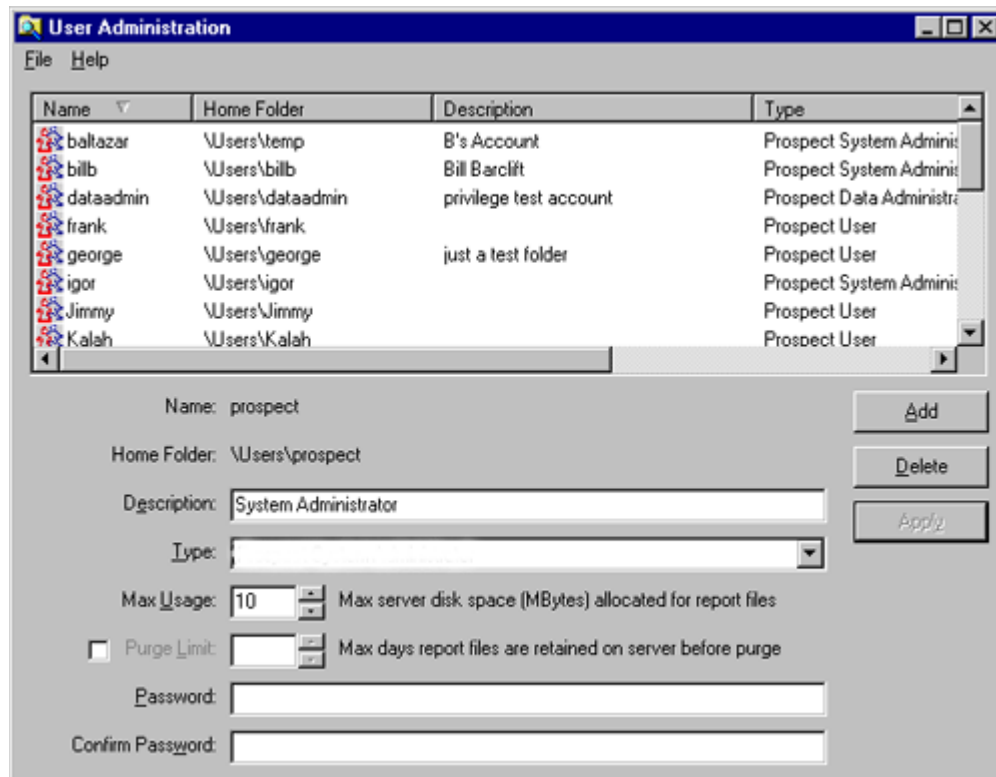 User Administration
File Help
Name Home Folder Description Type
baltazar \Users\temp B's Account Prospect System Adminis
billb \Users\billb Bill Barclift Prospect System Adminis
dataadmin \Users\dataadmin privilege test account Prospect Data Administra
frank \Users\frank Prospect User
george \Users\george just a test folder Prospect User
igor \Users\igor Prospect System Adminis
Jimmy \Users\Jimmy Prospect User
Kalah \Users\Kalah Prospect User
Name: prospect
Add
Home Folder: \Users\prospect
Delete
Description: System Administrator
Apply
Type:
Max Usage: 10 Max server disk space (MBytes) allocated for report files
Purge Limit: Max days report files are retained on server before purge
Password:
Confirm Password: